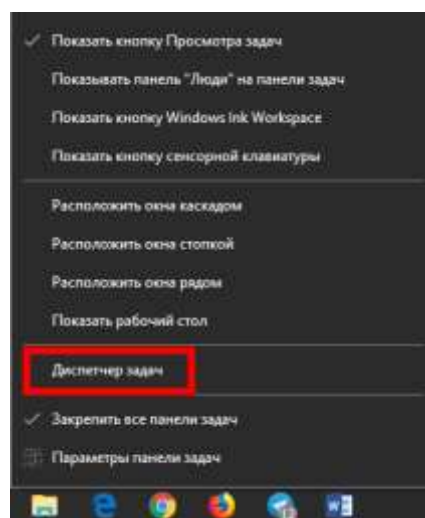 Показать кнопку Просмотра задач
Показывать панель "Люди" на панели задач
Показать кнопку Windows Ink Workspace
Показать кнопку сенсорной клавиатуры
Расположить окна каскадом
Расположить окна стопкой
Расположить окна рядом
Показать рабочий стол
Диспетчер задач
Закрепить все панели задач
Параметры панели задач